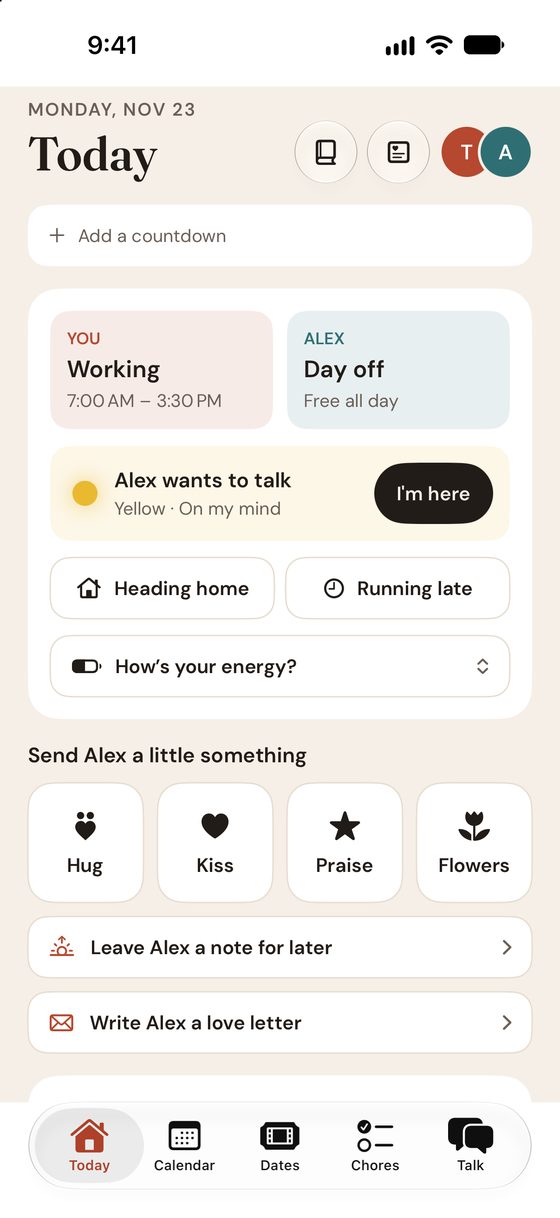 9:41
MONDAY, NOV 23
Today
T A
Add a countdown
YOU
Working
7:00 AM – 3:30 PM
ALEX
Day off
Free all day
Alex wants to talk
Yellow · On my mind
I'm here
Heading home
Running late
How’s your energy?
Send Alex a little something
Hug
Kiss
Praise
Flowers
Leave Alex a note for later
Write Alex a love letter
Today
Calendar
Dates
Chores
Talk